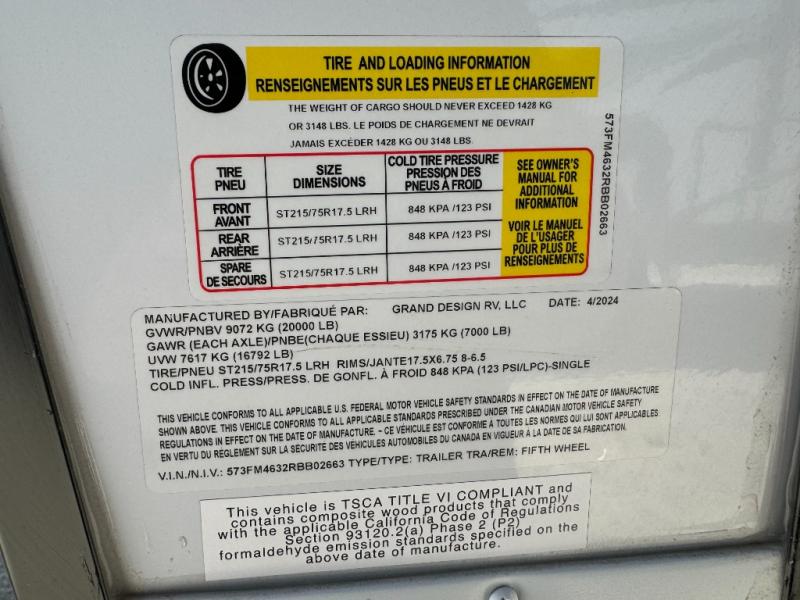 TIRE AND LOADING INFORMATION
RENSEIGNEMENTS SUR LES PNEUS ET LE CHARGEMENT
THE WEIGHT OF CARGO SHOULD NEVER EXCEED 1428 KG
OR 3148 LBS. LE POIDS DE CHARGEMENT NE DEVRAIT
JAMAIS EXCÉDER 1428 KG OU 3148 LBS.
TIRE
PNEU
SIZE
DIMENSIONS
COLD TIRE PRESSURE
PRESSION DES
PNEUS À FROID
FRONT
AVANT
ST215/75R17.5 LRH
848 KPA /123 PSI
REAR
ARRIÈRE
ST215/75R17.5 LRH
848 KPA /123 PSI
SPARE
DE SECOURS
ST215/75R17.5 LRH
848 KPA /123 PSI
SEE OWNER'S
MANUAL FOR
ADDITIONAL
INFORMATION
VOIR LE MANUEL
DE L'USAGER
POUR PLUS DE
RENSEIGNEMENTS
573FM4632RBB02663
MANUFACTURED BY/FABRIQUÉ PAR: GRAND DESIGN RV, LLC DATE: 4/2024
GVWR/PNBV 9072 KG (20000 LB)
GAWR (EACH AXLE)/PNBE(CHAQUE ESSIEU) 3175 KG (7000 LB)
UVW 7617 KG (16792 LB)
TIRE/PNEU ST215/75R17.5 LRH RIMS/JANTE17.5X6.75 8-6.5
COLD INFL. PRESS/PRESS. DE GONFL. À FROID 848 KPA (123 PSI/LPC)-SINGLE
THIS VEHICLE CONFORMS TO ALL APPLICABLE U.S. FEDERAL MOTOR VEHICLE SAFETY STANDARDS IN EFFECT ON THE DATE OF MANUFACTURE
SHOWN ABOVE. THIS VEHICLE CONFORMS TO ALL APPLICABLE STANDARDS PRESCRIBED UNDER THE CANADIAN MOTOR VEHICLE SAFETY
REGULATIONS IN EFFECT ON THE DATE OF MANUFACTURE. - CE VÉHICULE EST CONFORME A TOUTES LES NORMES QUI LUI SONT APPLICABLES
EN VERTU DU RÈGLEMENT SUR LA SÉCURITÉ DES VÉHICULES AUTOMOBILES DU CANADA EN VIGUEUR A LA DATE DE SA FABRICATION.
V.I.N./N.I.V.: 573FM4632RBB02663 TYPE/TYPE: TRAILER TRA/REM: FIFTH WHEEL
This vehicle is TSCA TITLE VI COMPLIANT and
contains composite wood products that comply
with the applicable California Code of Regulations
Section 93120.2(a) Phase 2 (P2)
formaldehyde emission standards specified on the
above date of manufacture.